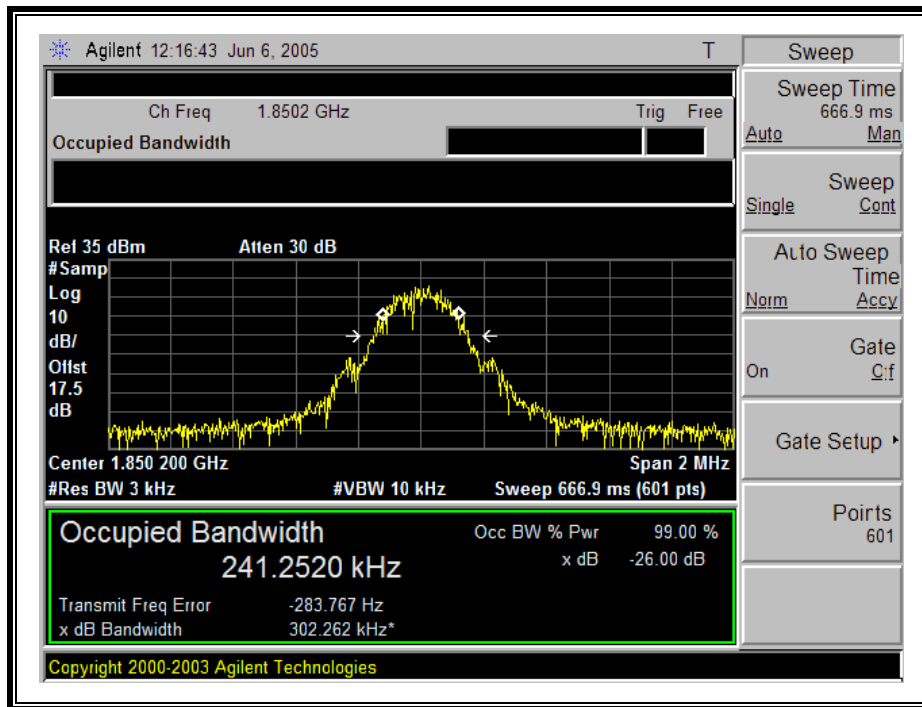 Agilent 12:16:43 Jun 6, 2005 T
Ch Freq 1.8502 GHz Trig Free
Occupied Bandwidth
Ref 35 dBm Atten 30 dB
#Samp
Log
10
dB/
Offst
17.5
dB
Center 1.850 200 GHz Span 2 MHz
#Res BW 3 kHz #VBW 10 kHz Sweep 666.9 ms (601 pts)
Occupied Bandwidth
241.2520 kHz
Occ BW % Pwr 99.00 %
x dB -26.00 dB
Transmit Freq Error -283.767 Hz
x dB Bandwidth 302.262 kHz*
Copyright 2000-2003 Agilent Technologies
Sweep
Sweep Time
666.9 ms
Auto Man
Sweep
Single Cont
Auto Sweep
Time
Norm Accy
Gate
On Off
Gate Setup
Points
601